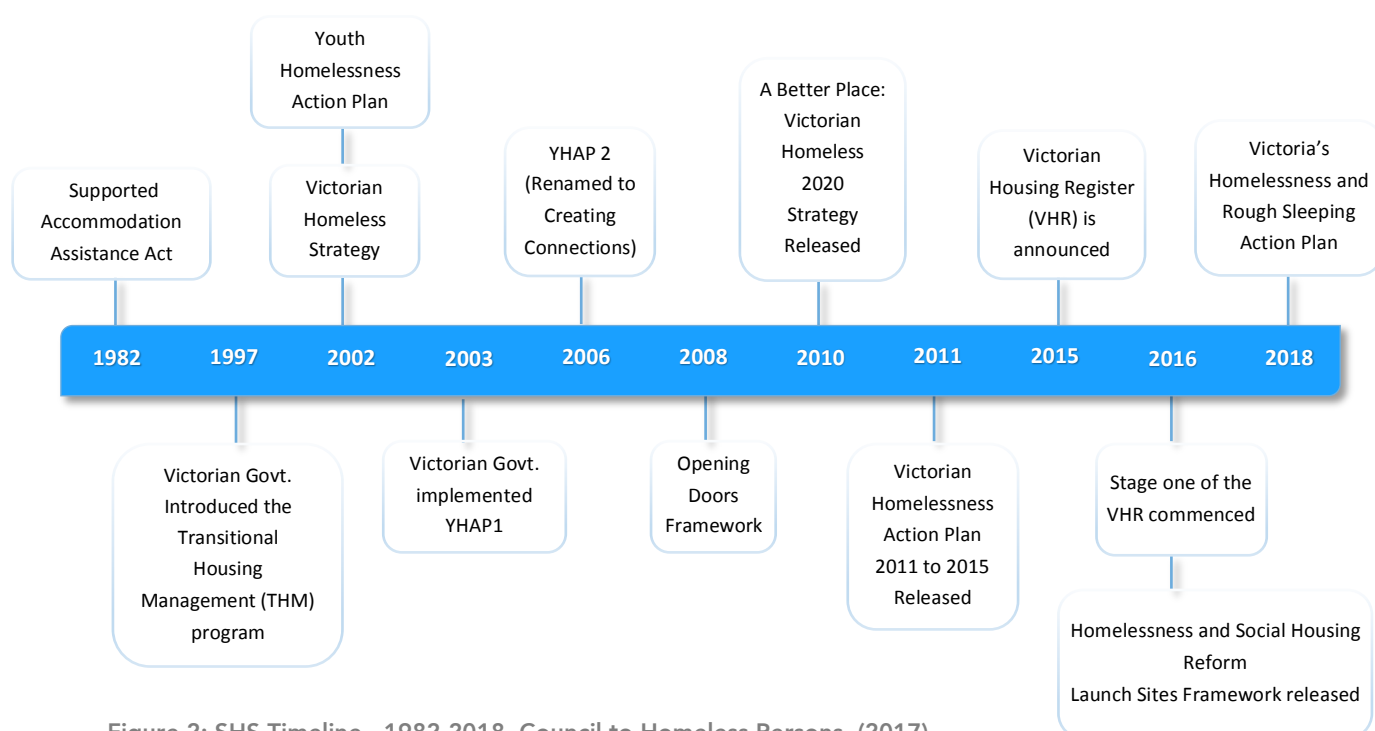 Youth
Homelessness
Action Plan
Supported
Accommodation
Assistance Act
Victorian
Homeless
Strategy
YHAP 2
(Renamed to
Creating
Connections)
A Better Place:
Victorian
Homeless
2020
Strategy
Released
Victorian
Housing Register
(VHR) is
announced
Victoria’s
Homelessness and
Rough Sleeping
Action Plan
1982 1997 2002 2003 2006 2008 2010 2011 2015 2016 2018
Victorian Govt.
Introduced the
Transitional
Housing
Management (THM)
program
Victorian Govt.
implemented
YHAP1
Opening
Doors
Framework
Victorian
Homelessness
Action Plan
2011 to 2015
Released
Stage one of the
VHR commenced
Homelessness and Social Housing
Reform
Launch Sites Framework released
SHS Timeline 1982-2018, Council to Homeless Persons, (2017)